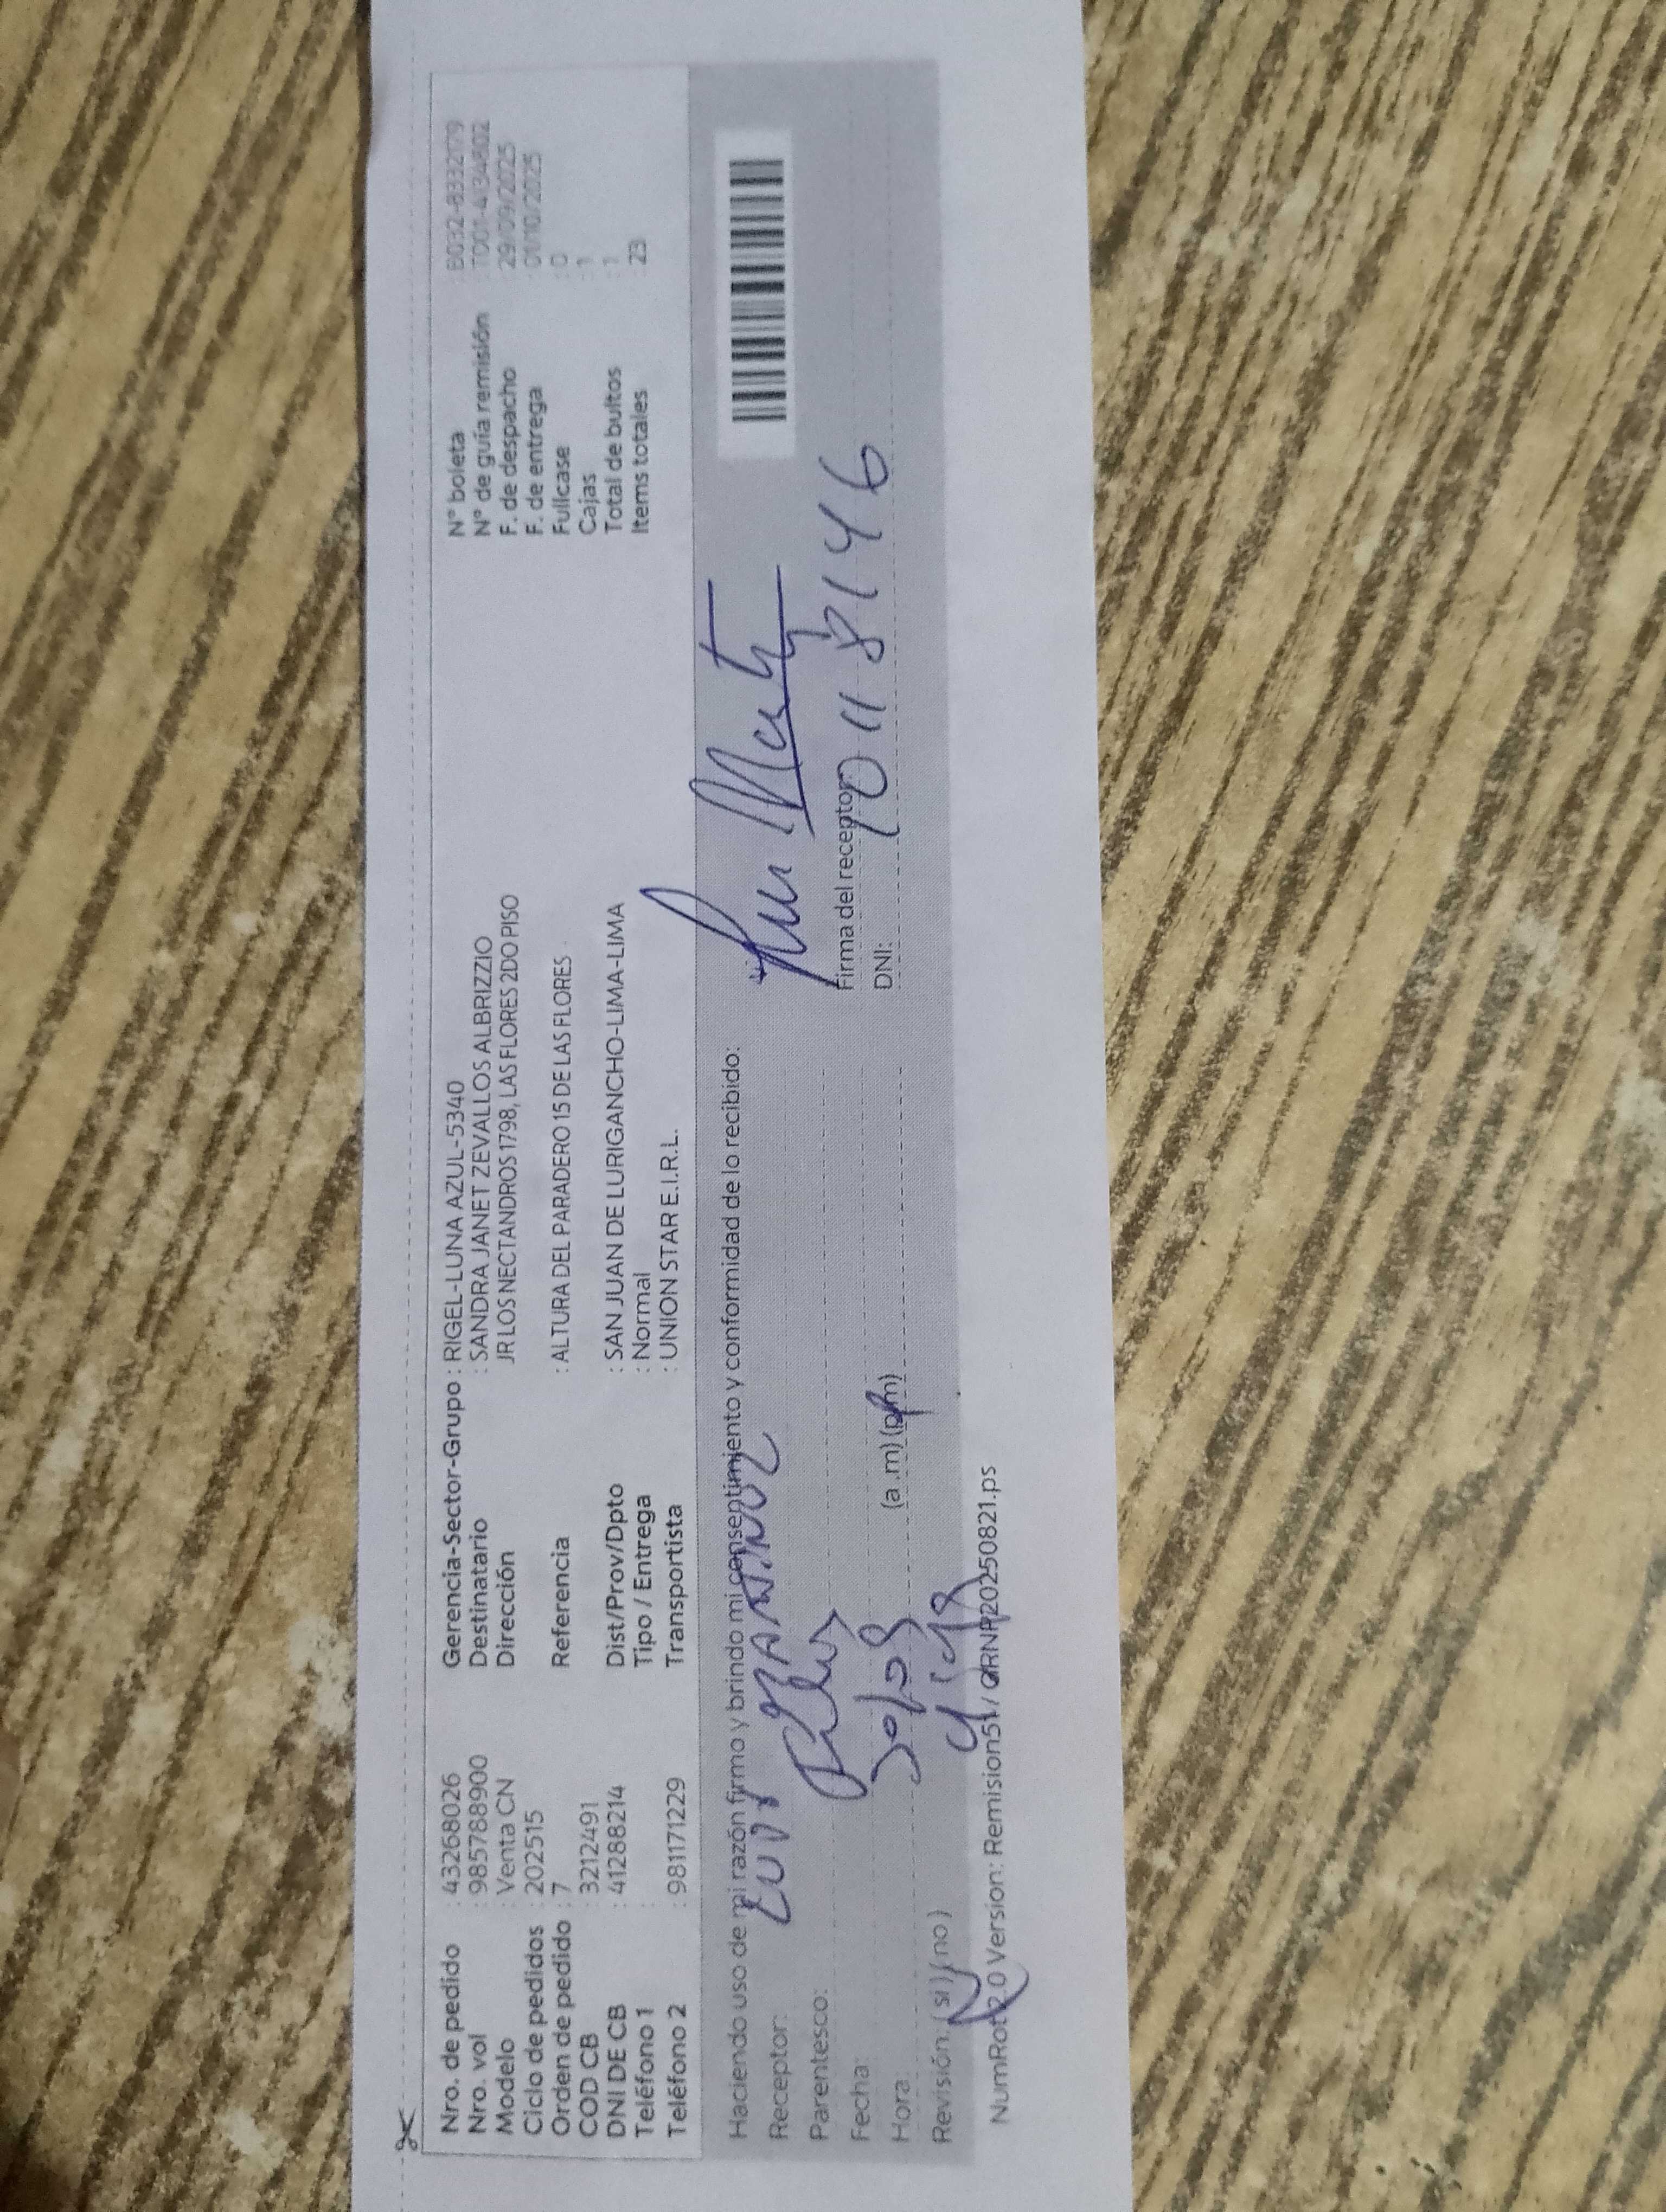 Nro. de pedido : 43268026
Nro. vol : 985788900
Modelo : Venta CN
Ciclo de pedidos : 202515
Orden de pedido : 7
COD CB : 3212491
DNI DE CB : 41288214
Teléfono 1 :
Teléfono 2 : 981171229
Gerencia-Sector-Grupo : RIGEL-LUNA AZUL-5340
Destinatario : SANDRA JANET ZEVALLOS ALBRIZZIO
Dirección JR LOS NECTANDROS 1798, LAS FLORES 2DO PISO
Referencia : ALTURA DEL PARADERO 15 DE LAS FLORES
Dist/Prov/Dpto : SAN JUAN DE LURIGANCHO-LIMA-LIMA
Tipo / Entrega : Normal
Transportista : UNION STAR E.I.R.L.
N° boleta : B032-8332179
N° de guía remisión
F. de despacho : 29/09/2025
F. de entrega : 01/10/2025
Fullcase : 0
Cajas : 1
Total de bultos : 1
Items totales : 23
Haciendo uso de mi razón firmo y brindo mi consentimiento y conformidad de lo recibido:
Receptor:
Parentesco:
Fecha: 30/09
Hora: (a.m) (pm)
Revisión: (si) (no)
Firma del receptor
DNI: 10118146
NumRot 2.0 Version: Remision51 / 20250821.ps